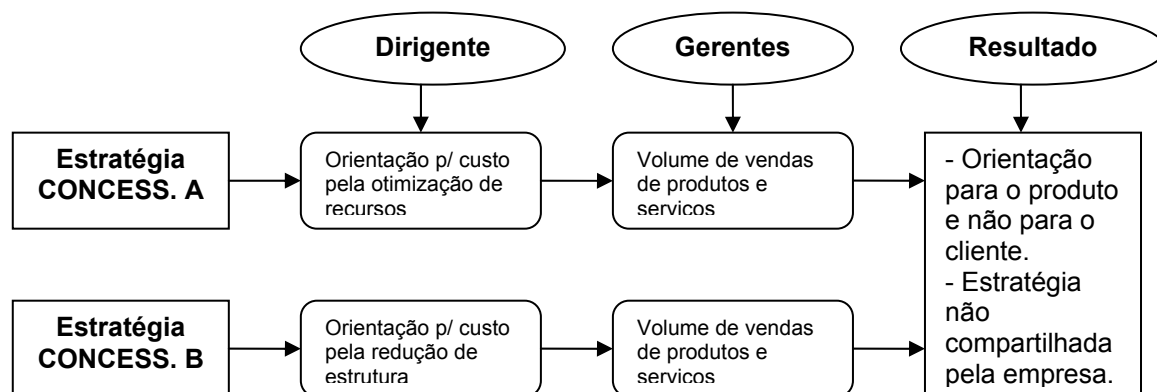 Dirigente
Gerentes
Resultado
Estratégia
CONCESS. A
Orientação p/ custo
pela otimização de
recursos
Volume de vendas
de produtos e
servicos
- Orientação
para o produto
e não para o
cliente.
- Estratégia
não
compartilhada
pela empresa.
Estratégia
CONCESS. B
Orientação p/ custo
pela redução de
estrutura
Volume de vendas
de produtos e
servicos